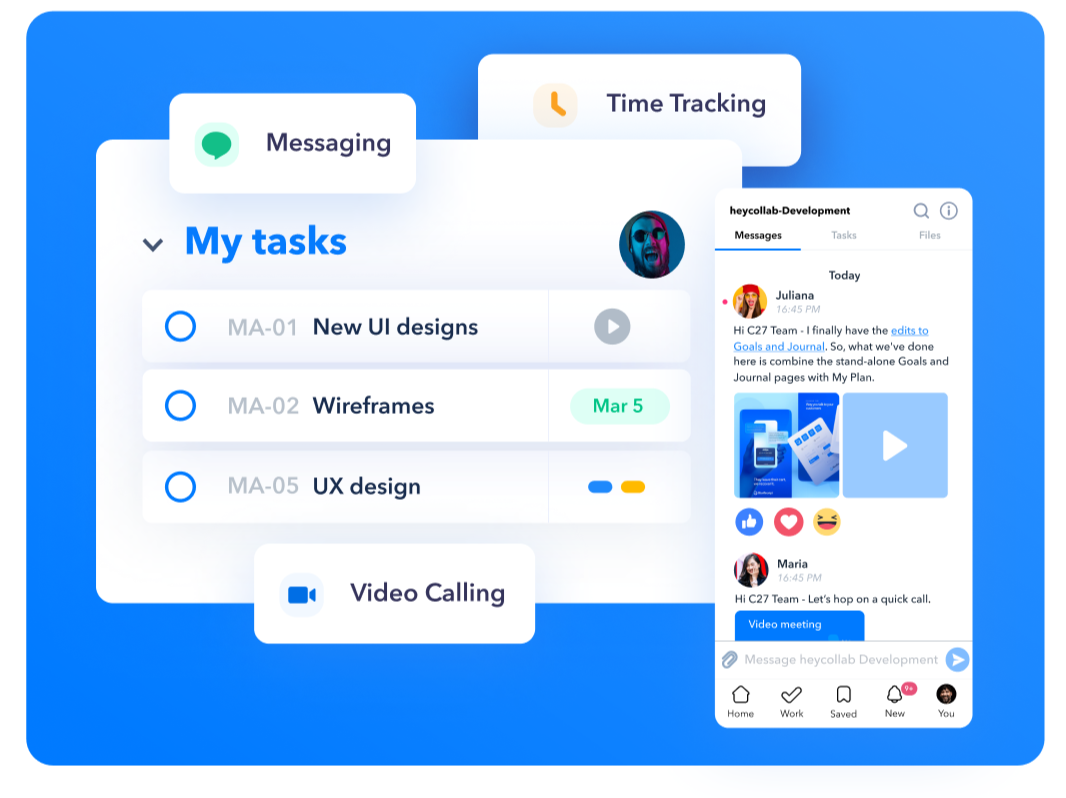 Time Tracking
Messaging
My tasks
MA-01 New UI designs
MA-02 Wireframes
Mar 5
MA-05 UX design
Video Calling
heycollab-Development
Messages
Tasks
Files
Today
Juliana
16:45 PM
Hi C27 Team - I finally have the edits to
Goals and Journal. So, what we've done
here is combine the stand-alone Goals and
Journal pages with My Plan.
Maria
16:45 PM
Hi C27 Team - Let's hop on a quick call.
Video meeting
Message heycollab Development
9+
Home
Work
Saved
New
You